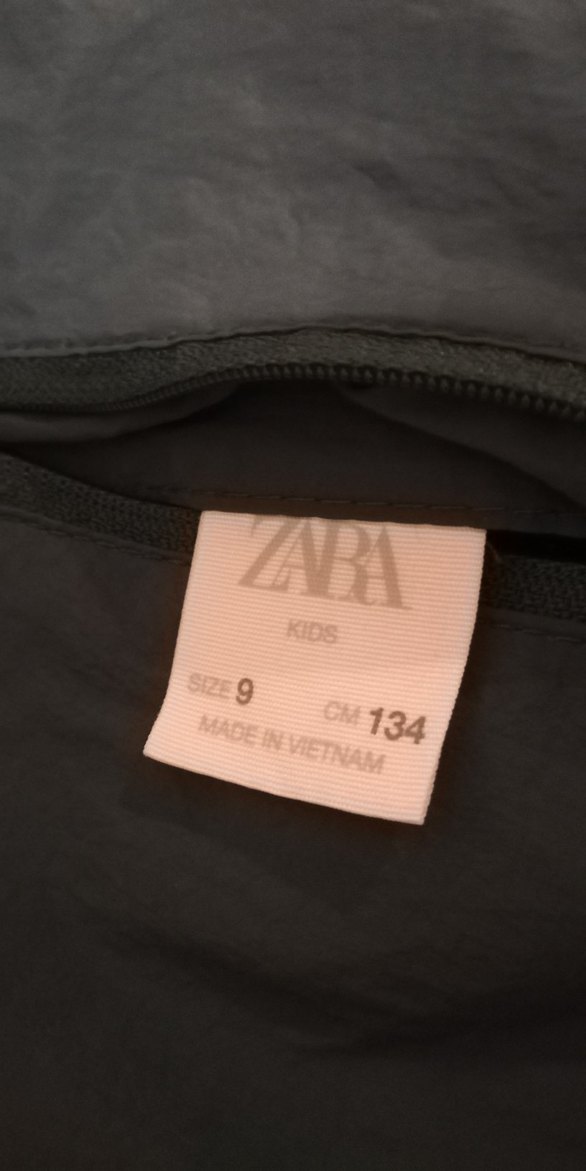 ZARA
KIDS
SIZE 9 CM 134
MADE IN VIETNAM